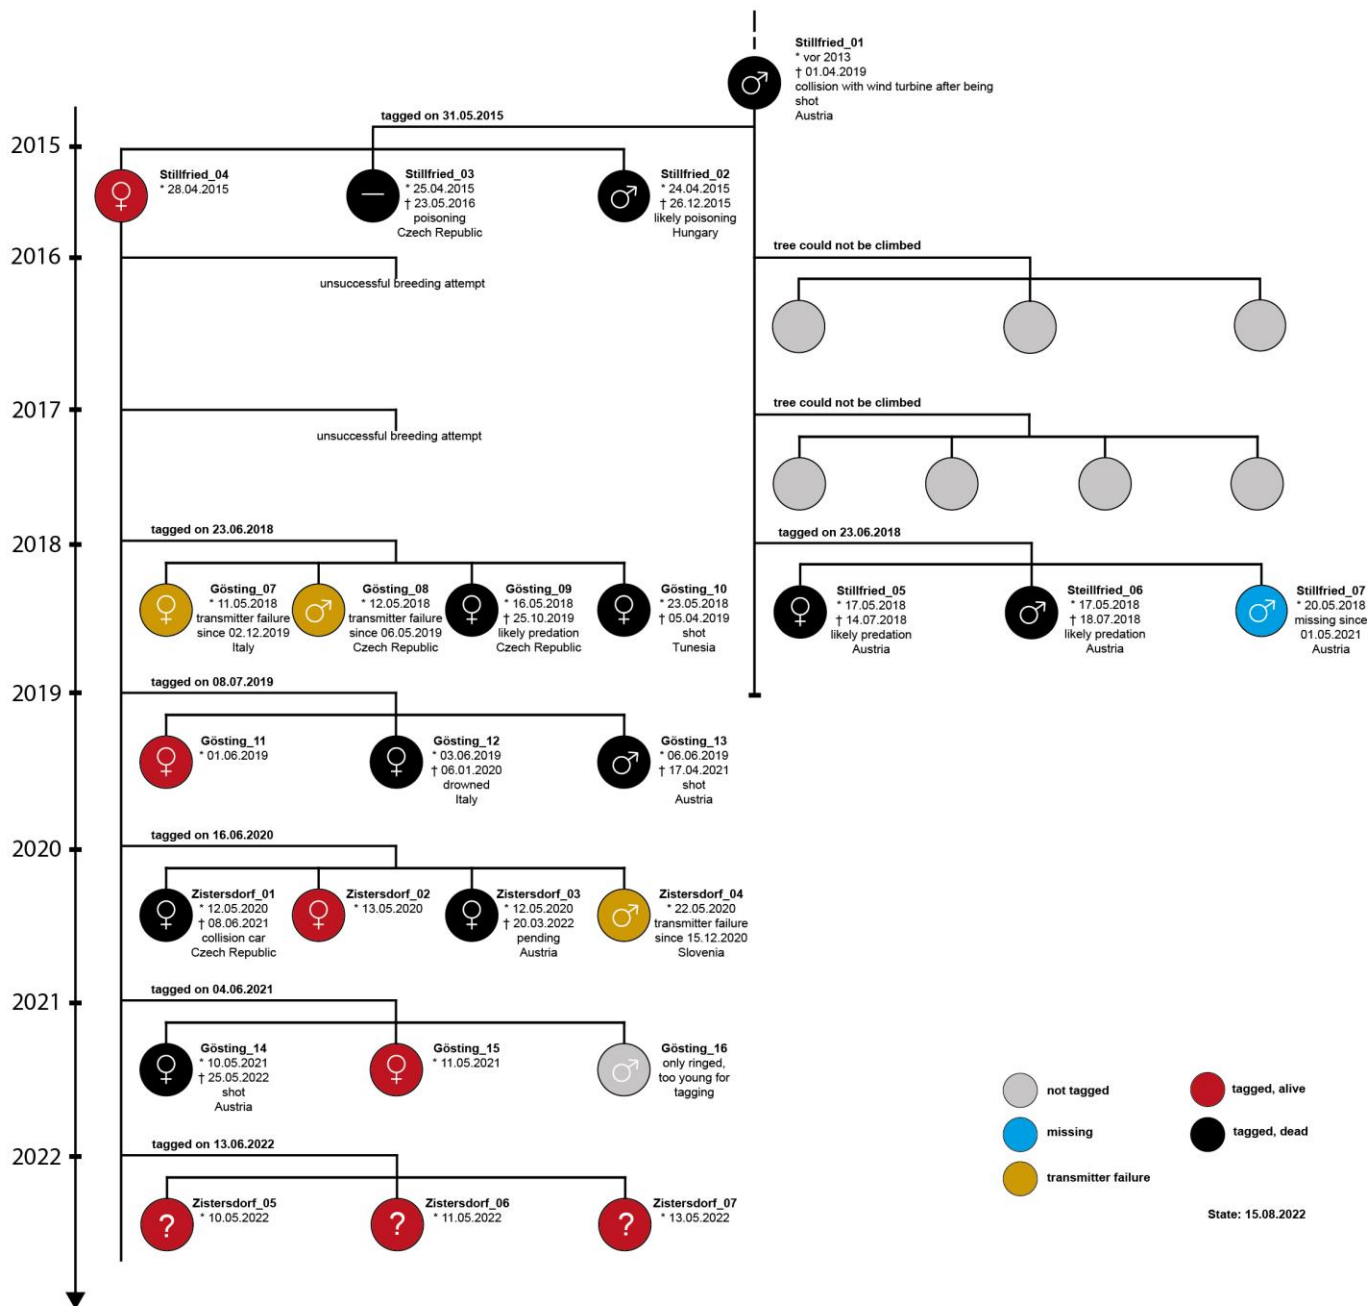 Stillfried_01
* vor 2013
† 01.04.2019
collision with wind turbine after being
shot
Austria
tagged on 31.05.2015
2015
Stillfried_04
* 28.04.2015
Stillfried_03
* 25.04.2015
† 23.05.2016
poisoning
Czech Republic
Stillfried_02
* 24.04.2015
† 26.12.2015
likely poisoning
Hungary
2016
unsuccessful breeding attempt
tree could not be climbed
2017
unsuccessful breeding attempt
tree could not be climbed
2018
tagged on 23.06.2018
Gösting_07
* 11.05.2018
transmitter failure
since 02.12.2019
Italy
Gösting_08
* 12.05.2018
transmitter failure
since 06.05.2019
Czech Republic
Gösting_09
* 16.05.2018
† 25.10.2019
likely predation
Czech Republic
Gösting_10
* 23.05.2018
† 05.04.2019
shot
Tunesia
tagged on 23.06.2018
Stillfried_05
* 17.05.2018
† 14.07.2018
likely predation
Austria
Steillfried_06
* 17.05.2018
† 18.07.2018
likely predation
Austria
Stillfried_07
* 20.05.2018
missing since
01.05.2021
Austria
2019
tagged on 08.07.2019
Gösting_11
* 01.06.2019
Gösting_12
* 03.06.2019
† 06.01.2020
drowned
Italy
Gösting_13
* 06.06.2019
† 17.04.2021
shot
Austria
2020
tagged on 16.06.2020
Zistersdorf_01
* 12.05.2020
† 08.06.2021
collision car
Czech Republic
Zistersdorf_02
* 13.05.2020
Zistersdorf_03
* 12.05.2020
† 20.03.2022
pending
Austria
Zistersdorf_04
* 22.05.2020
transmitter failure
since 15.12.2020
Slovenia
2021
tagged on 04.06.2021
Gösting_14
* 10.05.2021
† 25.05.2022
shot
Austria
Gösting_15
* 11.05.2021
Gösting_16
only ringed,
too young for
tagging
2022
tagged on 13.06.2022
?
Zistersdorf_05
* 10.05.2022
?
Zistersdorf_06
* 11.05.2022
?
Zistersdorf_07
* 13.05.2022
not tagged
tagged, alive
missing
tagged, dead
transmitter failure
State: 15.08.2022